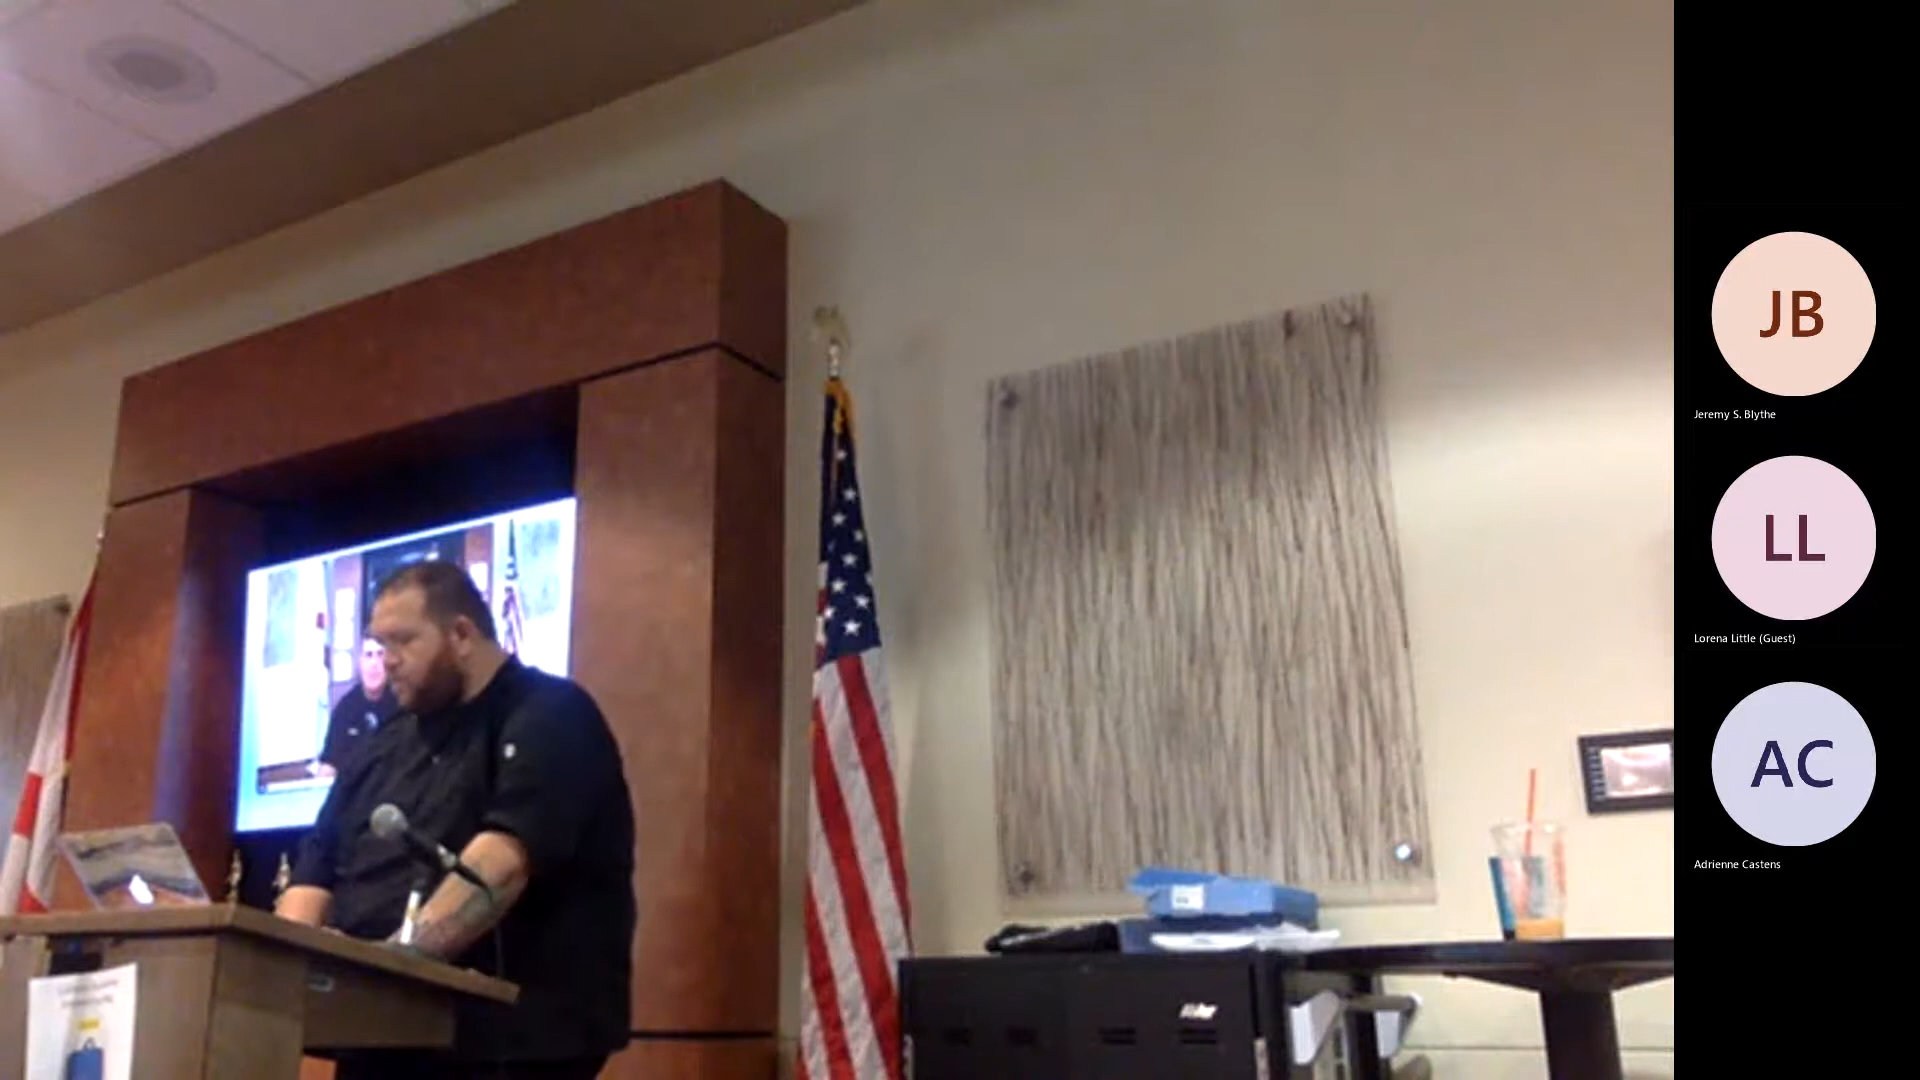 JB
Jeremy S. Blythe
LL
Lorena Little (Guest)
AC
Adrienne Castens